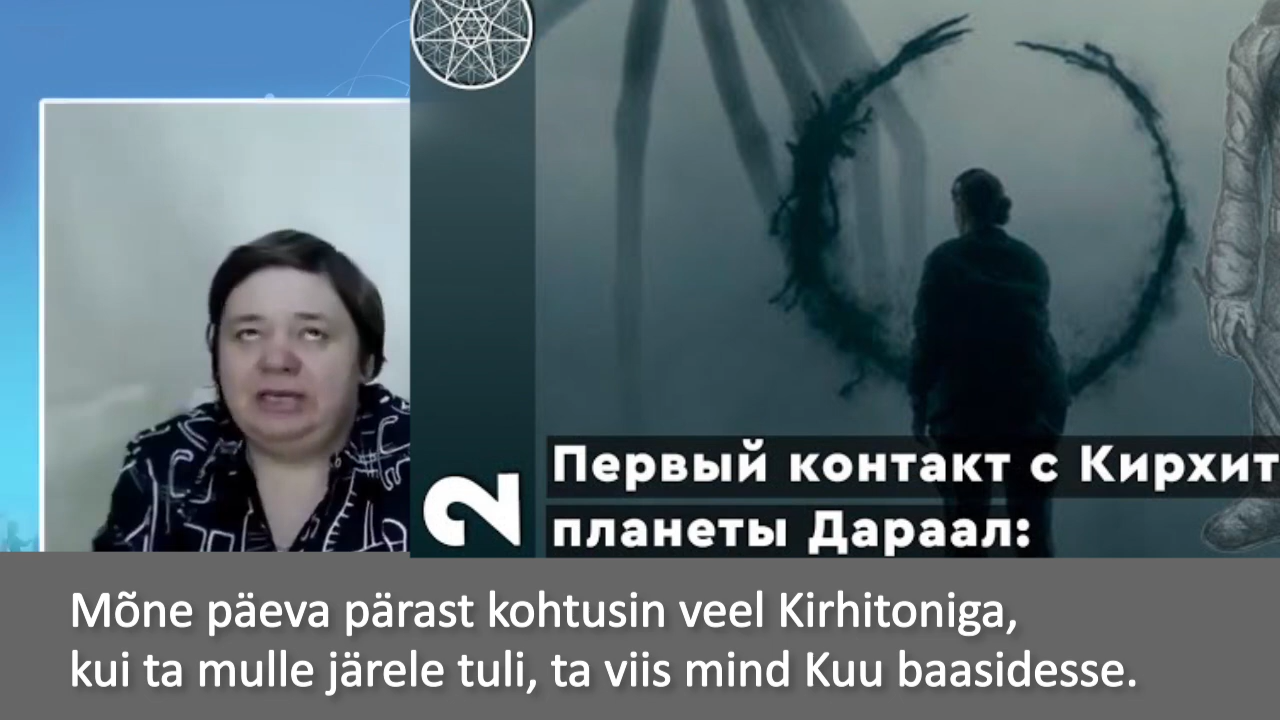 2
Первый контакт с Кирхит
планеты Дараал:
Mõne päeva pärast kohtusin veel Kirhitoniga,
kui ta mulle järele tuli, ta viis mind Kuu baasidesse.